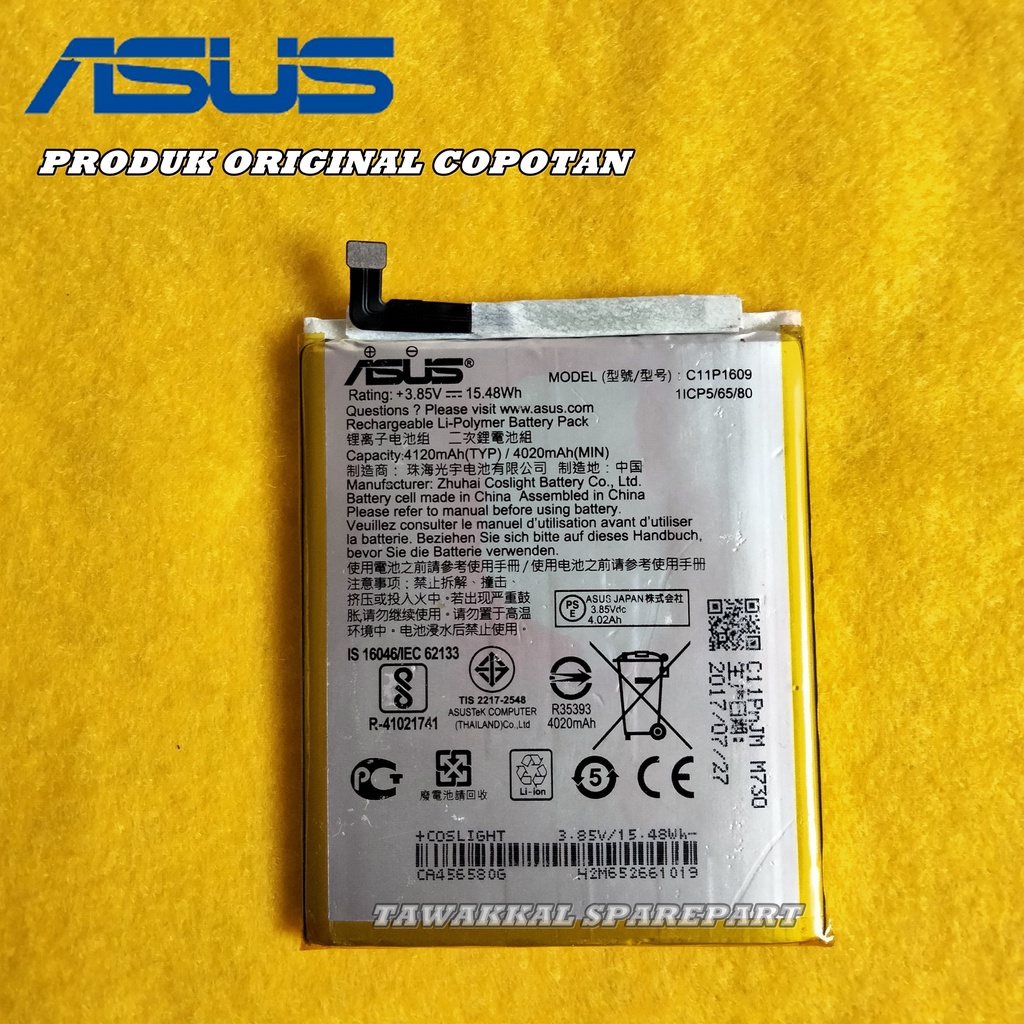 ASUS
PRODUK ORIGINAL COPOTAN
ASUS®
MODEL (型號/型号) : C11P1609
Rating: +3.85V ⎓ 15.48Wh
1ICP5/65/80
Questions ? Please visit www.asus.com
Rechargeable Li-Polymer Battery Pack
锂离子电池组 二次鋰電池組
Capacity:4120mAh(TYP) / 4020mAh(MIN)
制造商： 珠海光宇电池有限公司 制造地：中国
Manufacturer: Zhuhai Coslight Battery Co., Ltd.
Battery cell made in China Assembled in China
Please refer to manual before using battery.
Veuillez consulter le manuel d'utilisation avant d'utiliser
la batterie. Beziehen Sie sich bitte auf dieses Handbuch,
bevor Sie die Batterie verwenden.
使用電池之前請參考使用手冊 / 使用电池之前请参考使用手册
注意事项：禁止拆解、撞击、
挤压或投入火中。若出现严重鼓
胀,请勿继续使用。请勿置于高温
环境中。电池浸水后禁止使用。
PS
E
ASUS JAPAN 株式会社
3.85Vdc
4.02Ah
IS 16046/IEC 62133
R-41021741
TIS 2217-2548
ASUSTeK COMPUTER
(THAILAND)Co.,Ltd
R35393
4020mAh
C11PnJM M730
生产日期:
2017/07/27
廢電池請回收
Li-ion
5
CE
+COSLIGHT 3.85V/15.48Wh-
CA456580G H2M652661019
TAWAKKAL SPAREPART